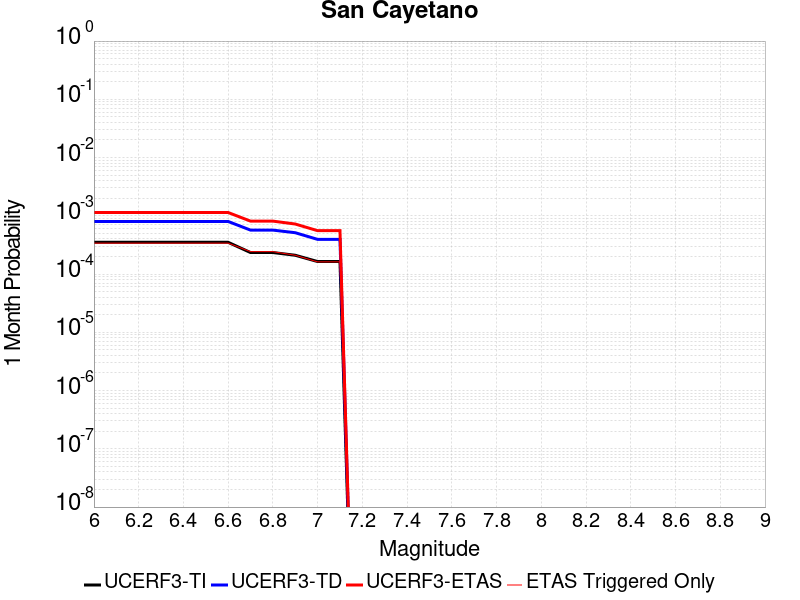 San Cayetano
10^0
10^-1
10^-2
10^-3
10^-4
10^-5
10^-6
10^-7
10^-8
1 Month Probability
6 6.2 6.4 6.6 6.8 7 7.2 7.4 7.6 7.8 8 8.2 8.4 8.6 8.8 9
Magnitude
UCERF3-TI UCERF3-TD UCERF3-ETAS ETAS Triggered Only